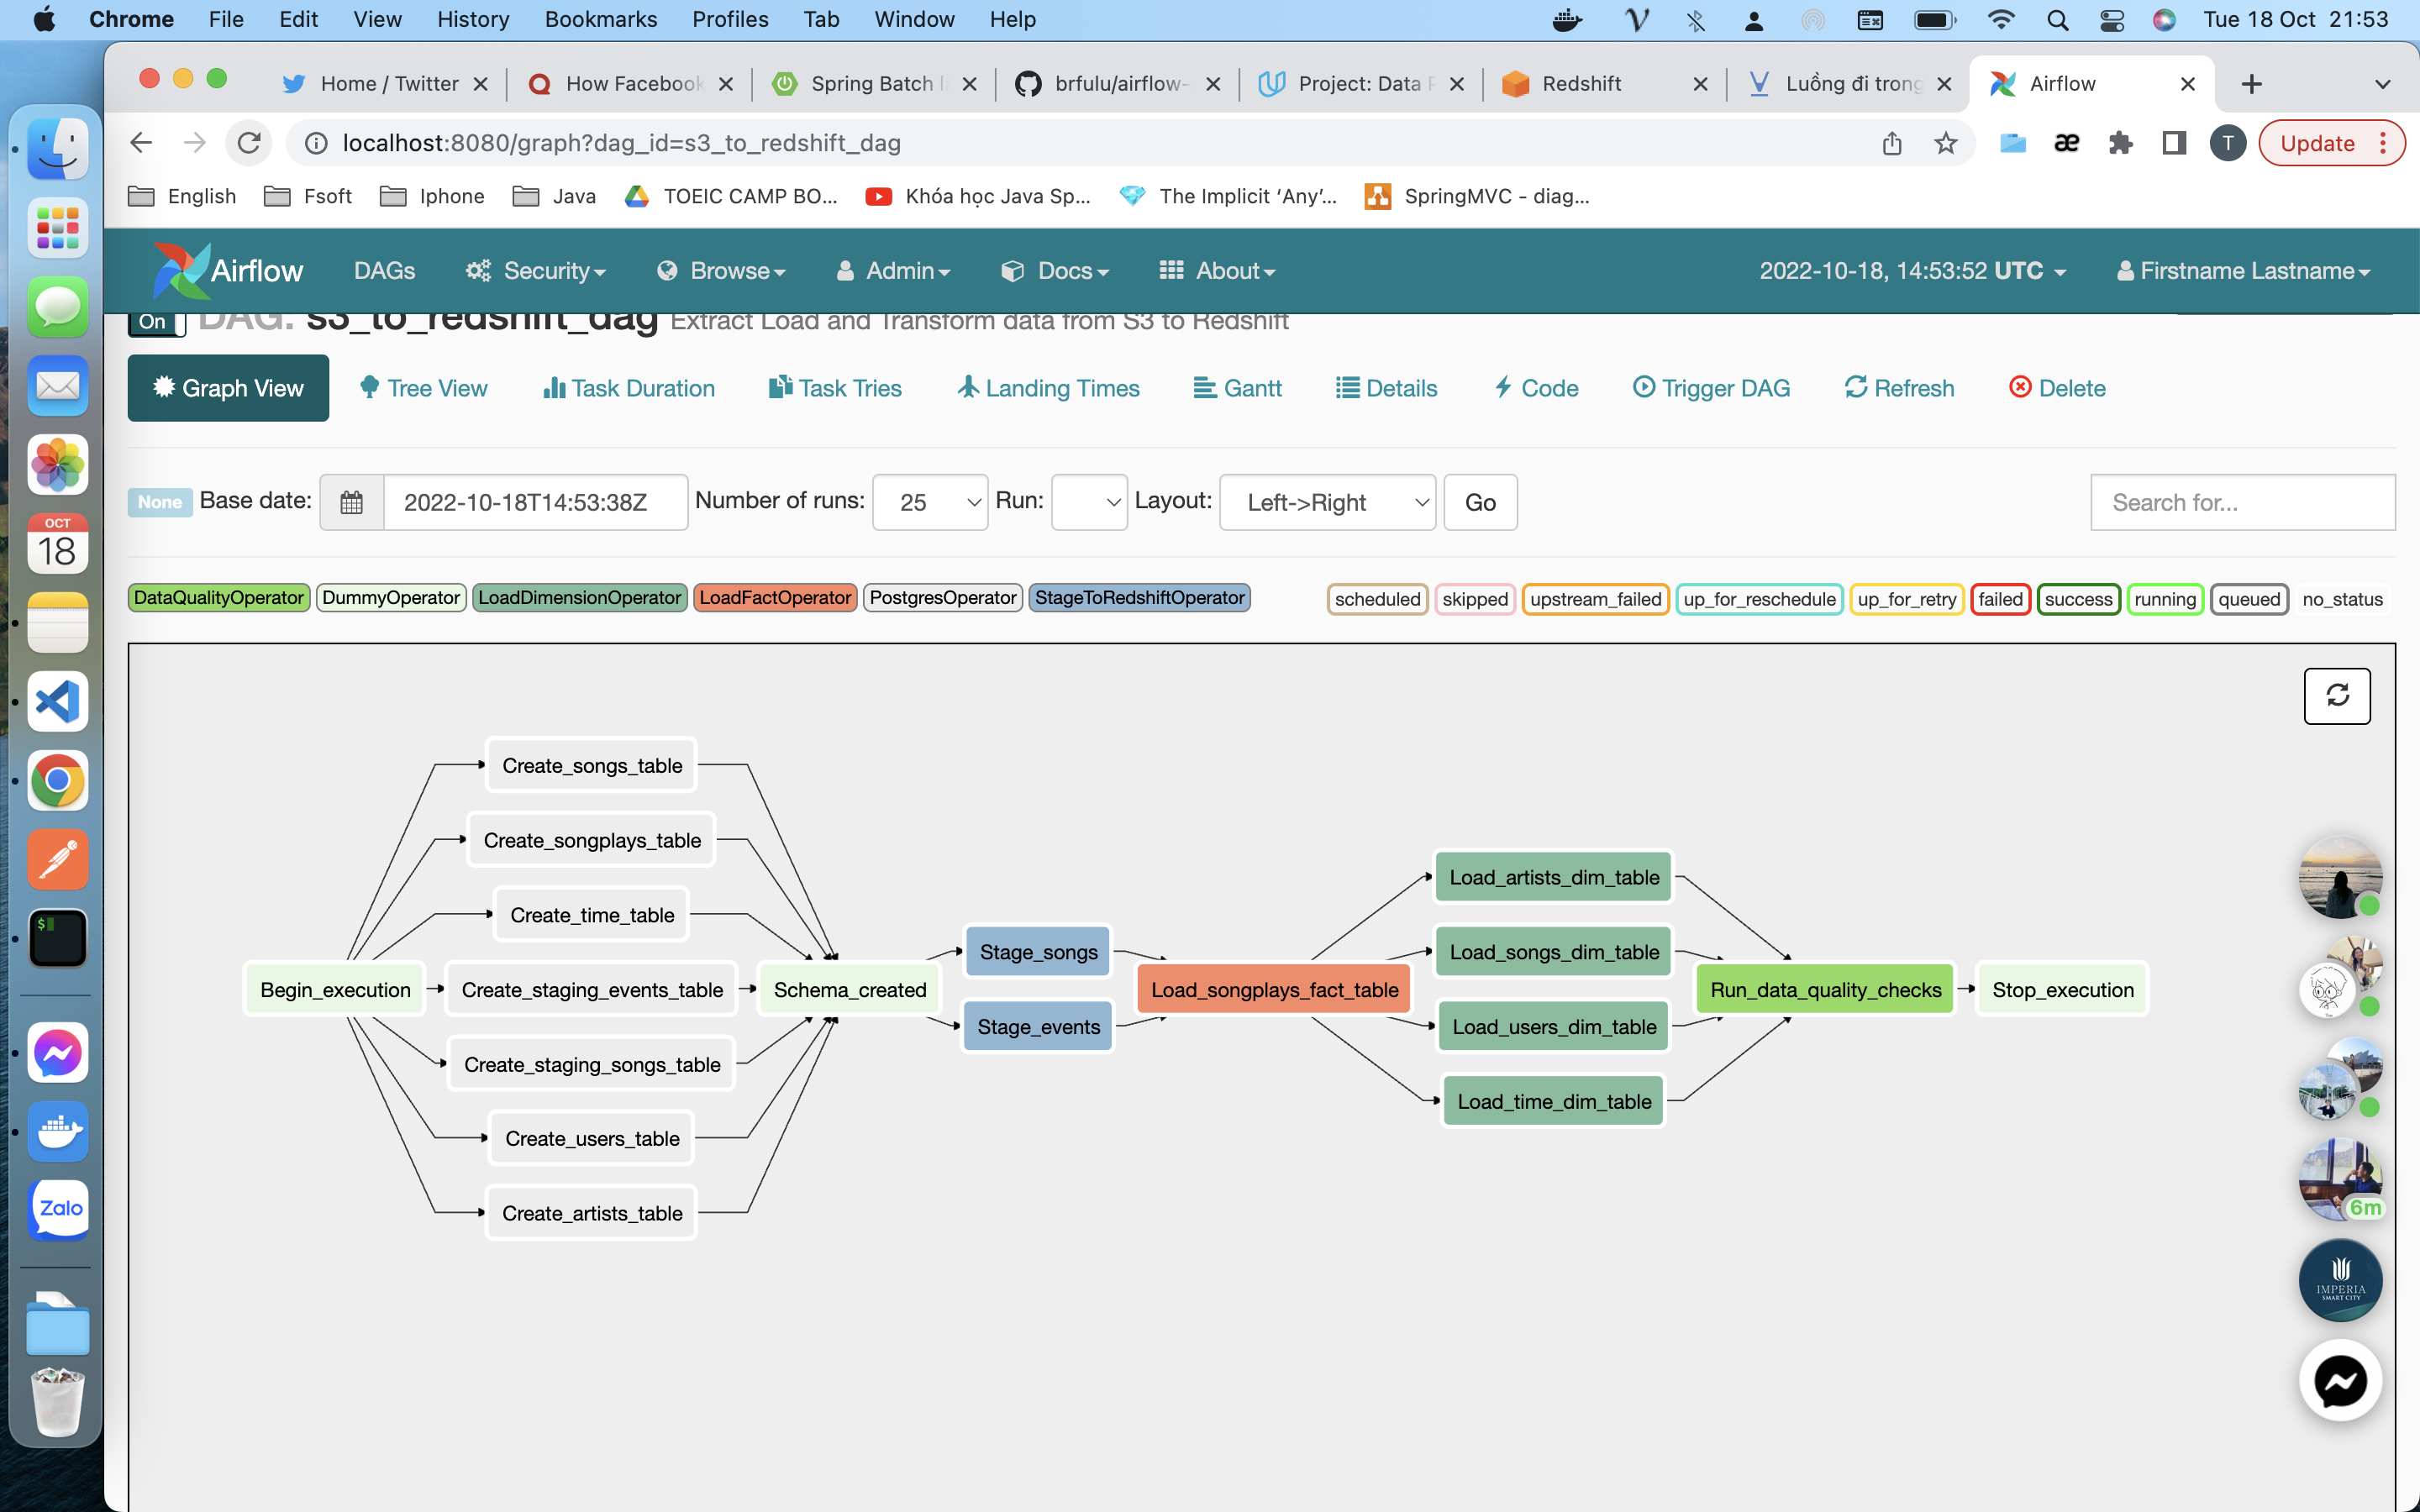 Chrome File Edit View History Bookmarks Profiles Tab Window Help Tue 18 Oct 21:53
Home / Twitter How Facebook Spring Batch brfulu/airflow- Project: Data Redshift Luồng đi trong Airflow
localhost:8080/graph?dag_id=s3_to_redshift_dag T Update
English Fsoft Iphone Java TOEIC CAMP BO... Khóa học Java Sp... The Implicit ‘Any’... SpringMVC - diag...
Airflow DAGs Security Browse Admin Docs About 2022-10-18, 14:53:52 UTC Firstname Lastname
On DAG: s3_to_redshift_dag Extract Load and Transform data from S3 to Redshift
Graph View Tree View Task Duration Task Tries Landing Times Gantt Details Code Trigger DAG Refresh Delete
None Base date: 2022-10-18T14:53:38Z Number of runs: 25 Run: Layout: Left->Right Go Search for...
DataQualityOperator DummyOperator LoadDimensionOperator LoadFactOperator PostgresOperator StageToRedshiftOperator scheduled skipped upstream_failed up_for_reschedule up_for_retry failed success running queued no_status
Create_songs_table
Create_songplays_table
Create_time_table
Begin_execution
Create_staging_events_table
Create_staging_songs_table
Create_users_table
Create_artists_table
Schema_created
Stage_songs
Stage_events
Load_songplays_fact_table
Load_artists_dim_table
Load_songs_dim_table
Load_users_dim_table
Load_time_dim_table
Run_data_quality_checks
Stop_execution
OCT
18
$
Zalo
6m
IMPERIA
SMART CITY